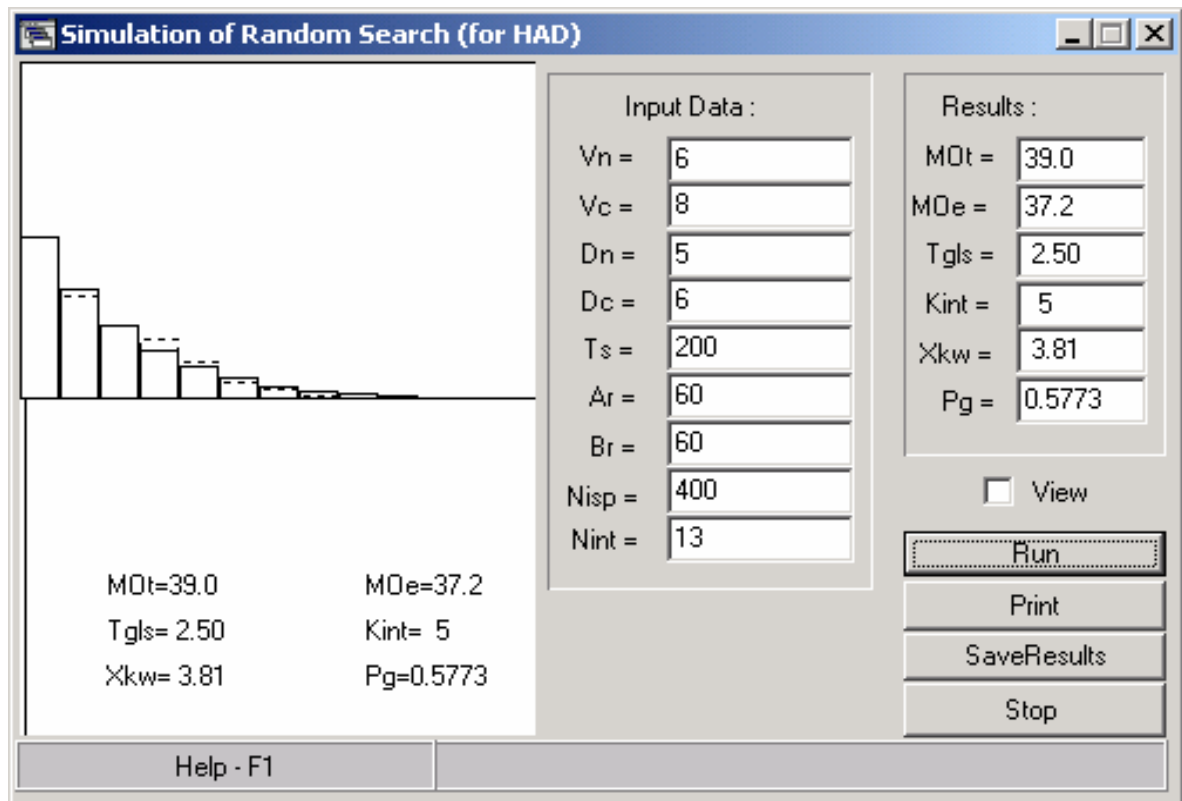 Simulation of Random Search (for HAD)
MOt=39.0 MOe=37.2
Tgls= 2.50 Kint= 5
Xkw= 3.81 Pg=0.5773
Input Data :
Vn = 6
Vc = 8
Dn = 5
Dc = 6
Ts = 200
Ar = 60
Br = 60
Nisp = 400
Nint = 13
Results :
MOt = 39.0
MOe = 37.2
Tgls = 2.50
Kint = 5
Xkw = 3.81
Pg = 0.5773
View
Run
Print
SaveResults
Stop
Help - F1